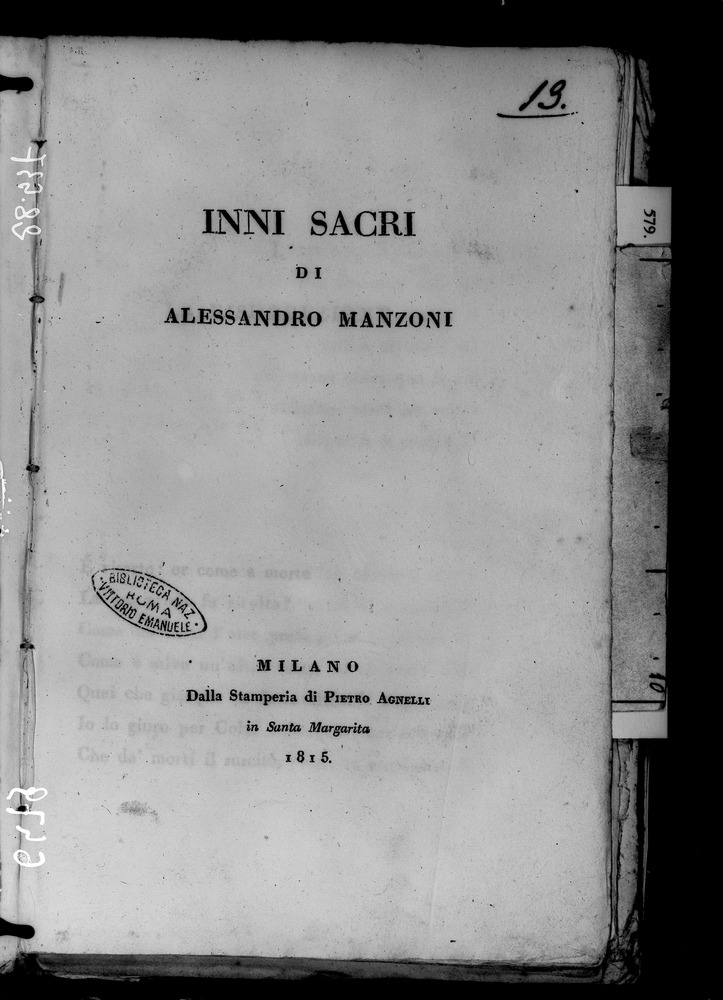 13.
INNI SACRI
DI
ALESSANDRO MANZONI
579.
BIBLIOTECA NAZ.
ROMA
VITTORIO EMANUELE
MILANO
Dalla Stamperia di PIETRO AGNELLI
in Santa Margarita
1815.
10